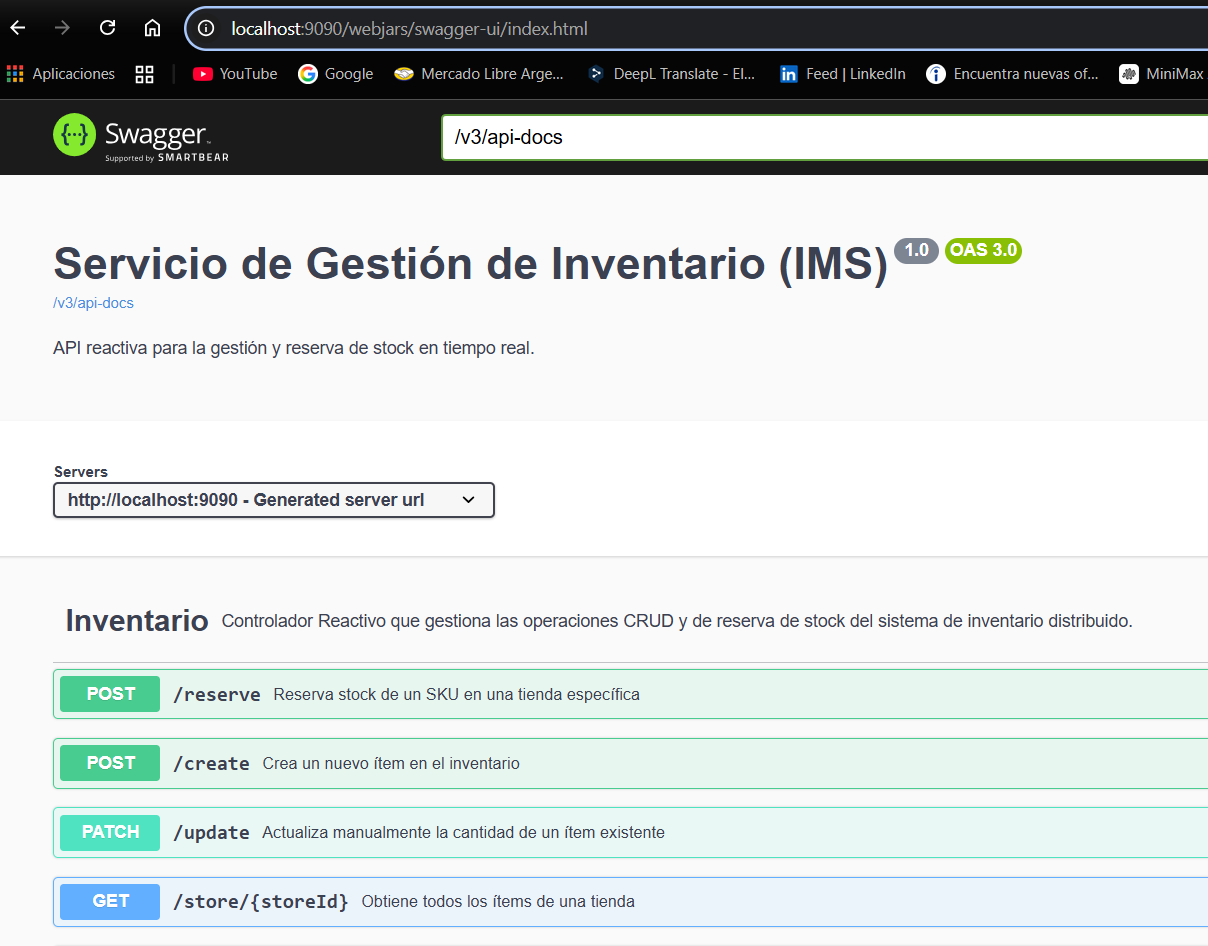 localhost:9090/webjars/swagger-ui/index.html
Aplicaciones YouTube Google Mercado Libre Arge... DeepL Translate - El... Feed | LinkedIn Encuentra nuevas of... MiniMax
{...} Swagger™
Supported by SMARTBEAR
/v3/api-docs
Servicio de Gestión de Inventario (IMS) 1.0 OAS 3.0
/v3/api-docs
API reactiva para la gestión y reserva de stock en tiempo real.
Servers
http://localhost:9090 - Generated server url
Inventario Controlador Reactivo que gestiona las operaciones CRUD y de reserva de stock del sistema de inventario distribuido.
POST /reserve Reserva stock de un SKU en una tienda específica
POST /create Crea un nuevo ítem en el inventario
PATCH /update Actualiza manualmente la cantidad de un ítem existente
GET /store/{storeId} Obtiene todos los ítems de una tienda